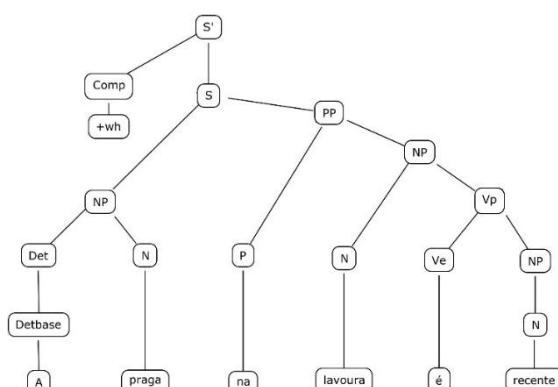 S'
Comp
S
+wh
PP
NP
NP
Vp
Det
N
P
N
Ve
NP
Detbase
N
A
praga
na
lavoura
é
recente